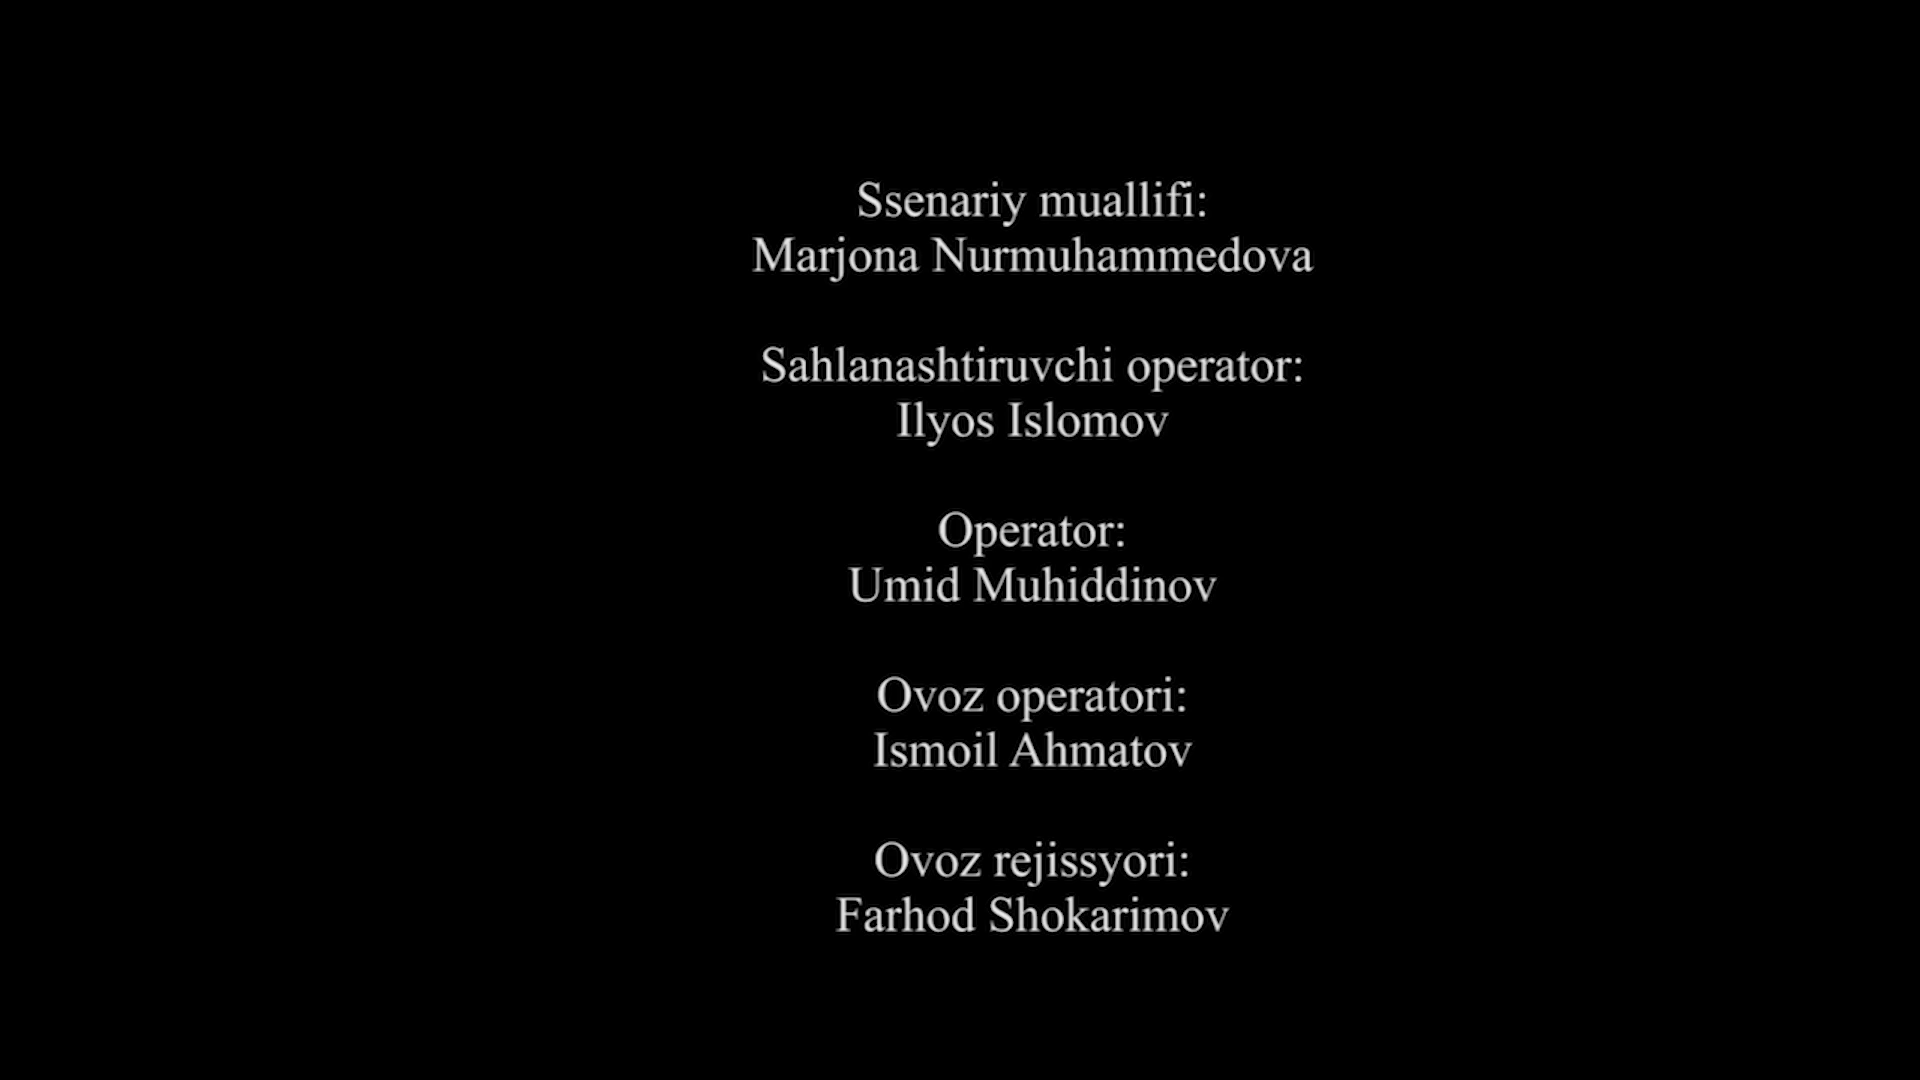 Ssenariy muallifi:
Marjona Nurmuhammedova
Sahlanashtiruvchi operator:
Ilyos Islomov
Operator:
Umid Muhiddinov
Ovoz operatori:
Ismoil Ahmatov
Ovoz rejissyori:
Farhod Shokarimov